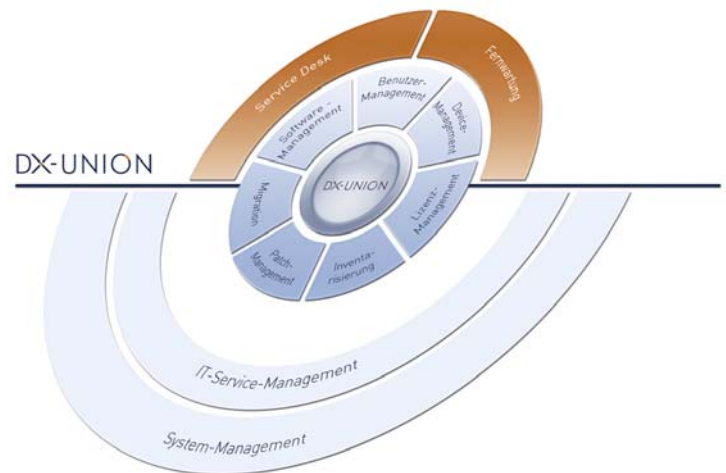 Service Desk
Fernwartung
Benutzer-
Management
Software -
Management
Device-
Management
DX-UNION
DX-UNION
Migration
Lizenz-
Management
Patch-
Management
Inventa-
risierung
IT-Service-Management
System-Management